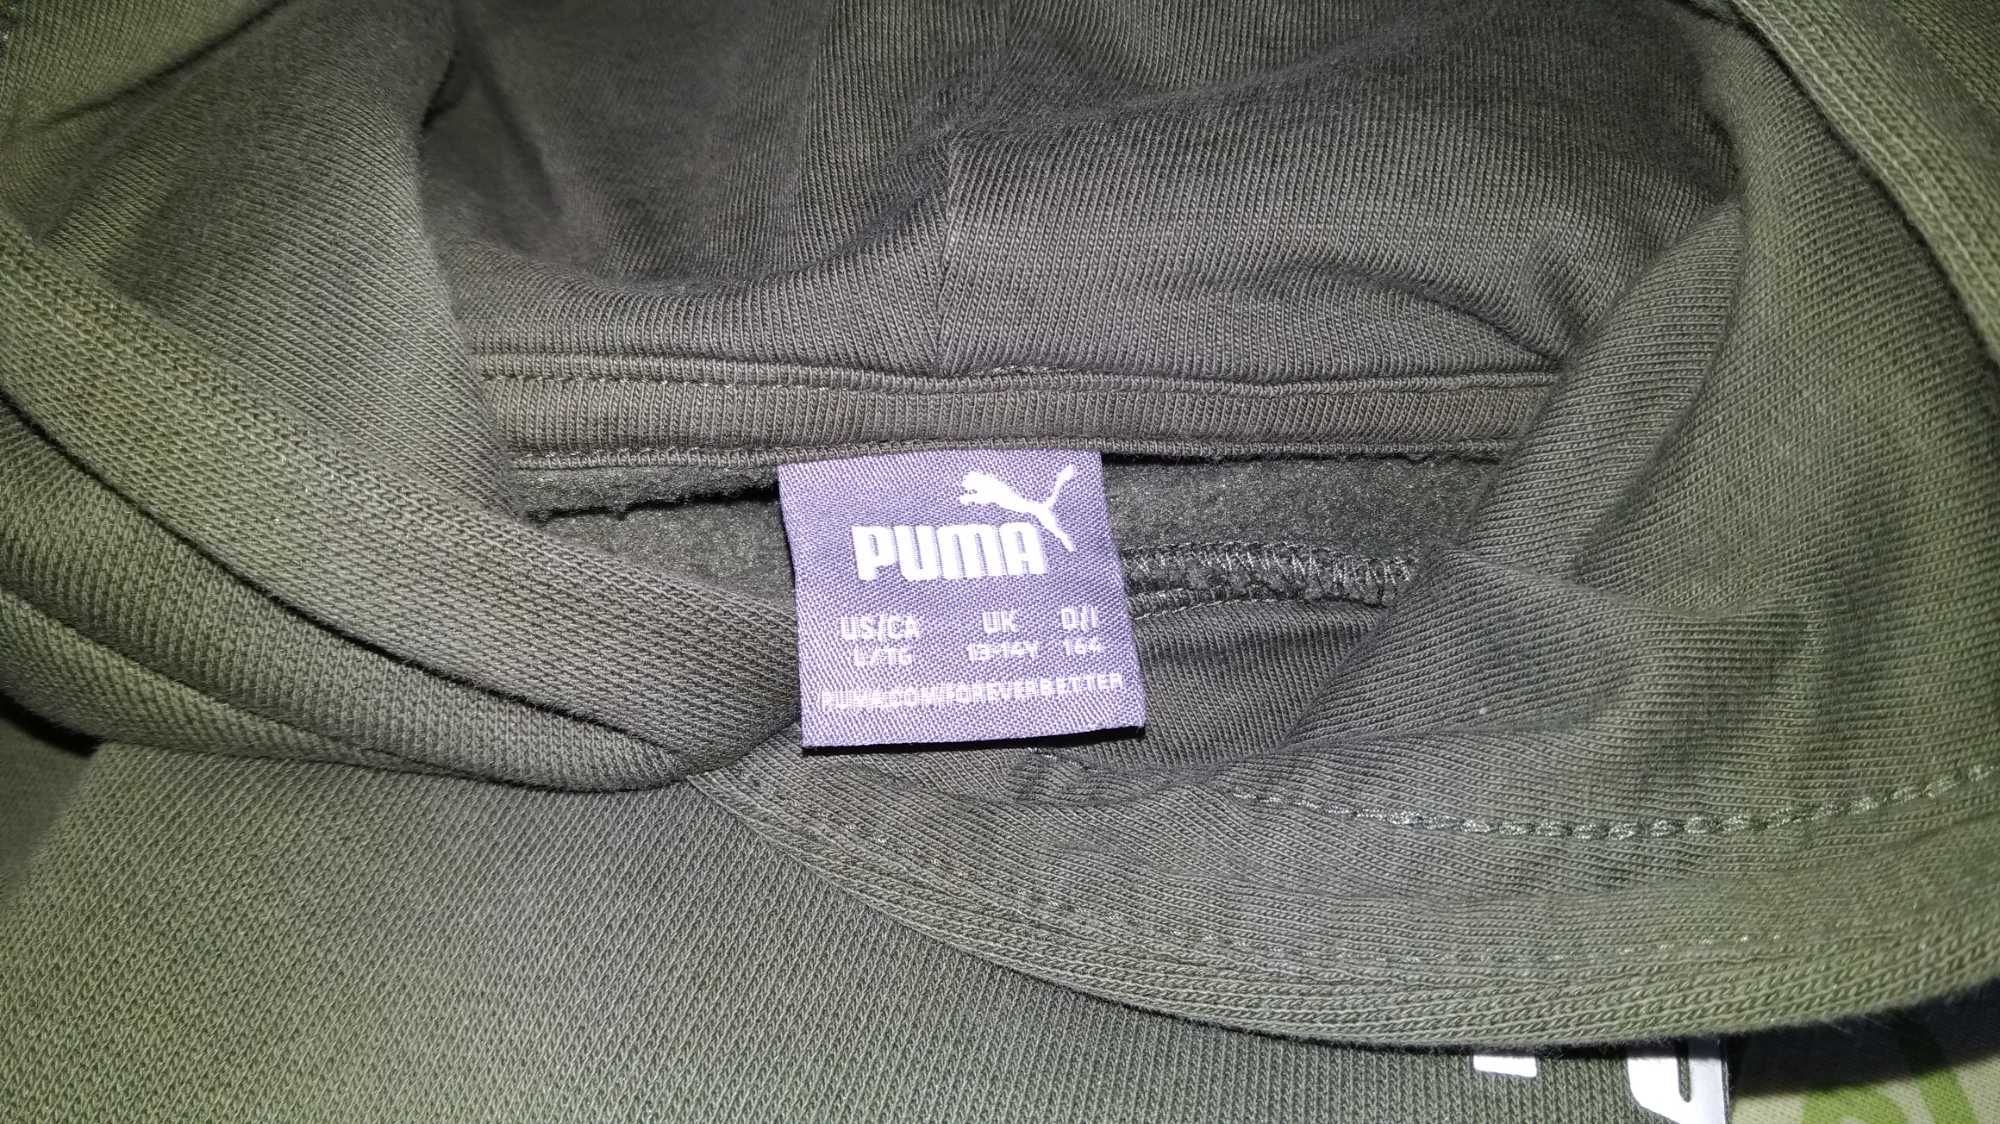 PUMA
US/CA UK D/I
L/TG 13-14Y 164
PUMA.COM/FOREVERBETTER